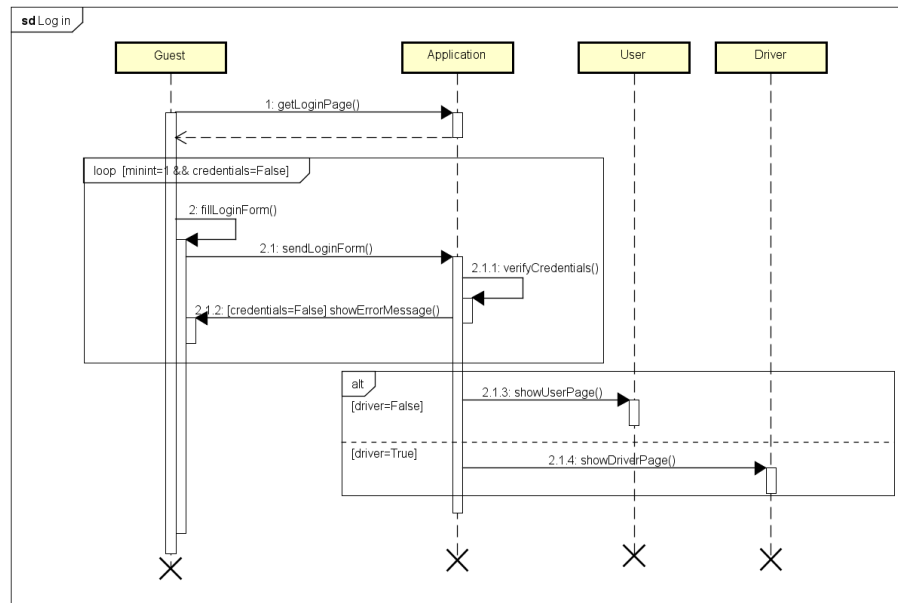 sd Log in
Guest
Application
User
Driver
1: getLoginPage()
loop [minint=1 && credentials=False]
2: fillLoginForm()
2.1: sendLoginForm()
2.1.1: verifyCredentials()
2.1.2: [credentials=False] showErrorMessage()
alt
2.1.3: showUserPage()
[driver=False]
[driver=True]
2.1.4: showDriverPage()